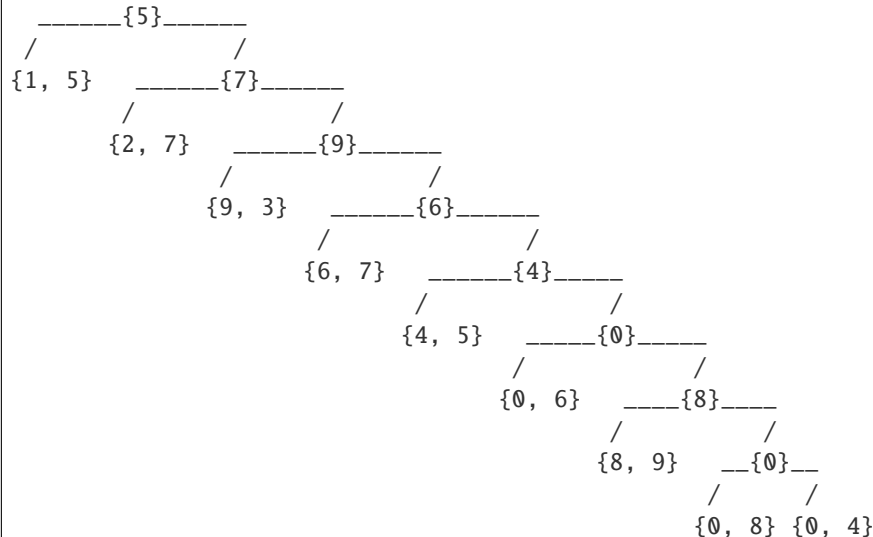 ______{5}______
 /               /
{1, 5}   ______{7}______
        /               /
       {2, 7}   ______{9}______
               /               /
              {9, 3}   ______{6}______
                      /               /
                     {6, 7}   ______{4}_____
                             /              /
                            {4, 5}   _____{0}_____
                                    /             /
                                   {0, 6}   ____{8}____
                                           /           /
                                          {8, 9}   __{0}__
                                                  /       /
                                                 {0, 8} {0, 4}